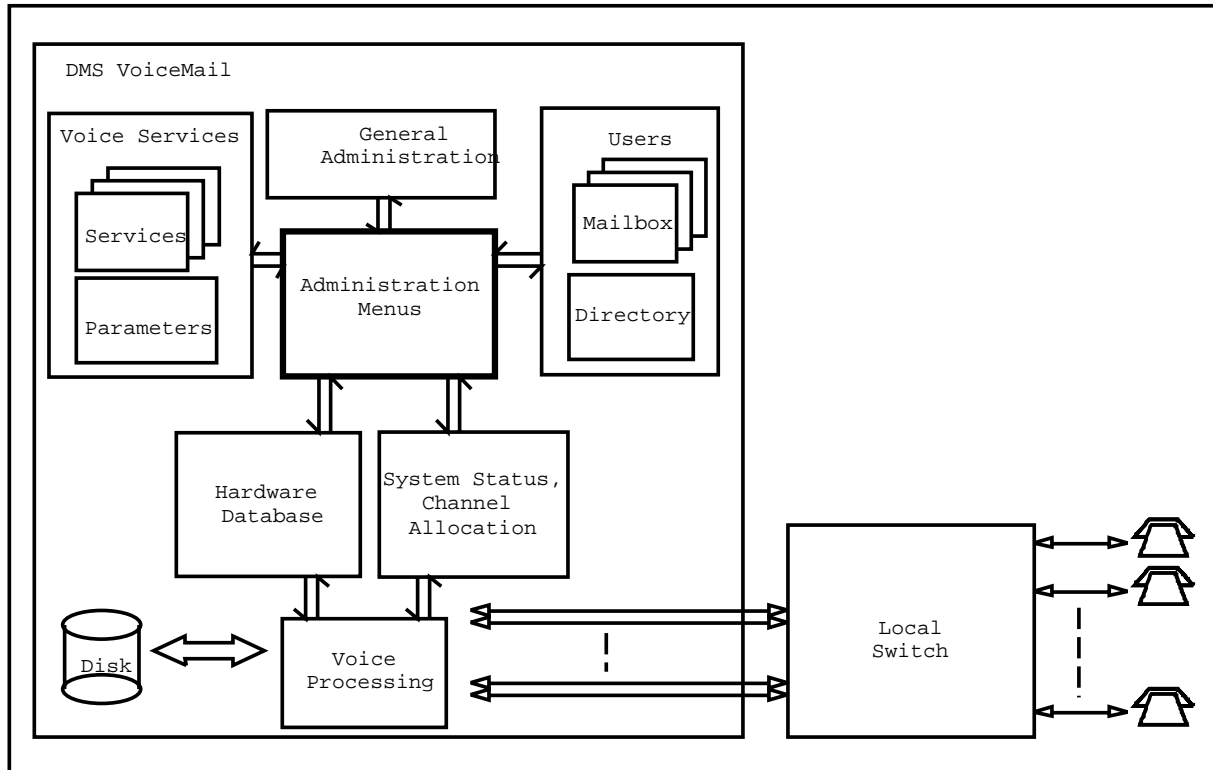 DMS VoiceMail
Voice Services
Services
Parameters
General
Administration
Users
Mailbox
Directory
Administration
Menus
Hardware
Database
System Status,
Channel
Allocation
Disk
Voice
Processing
Local
Switch